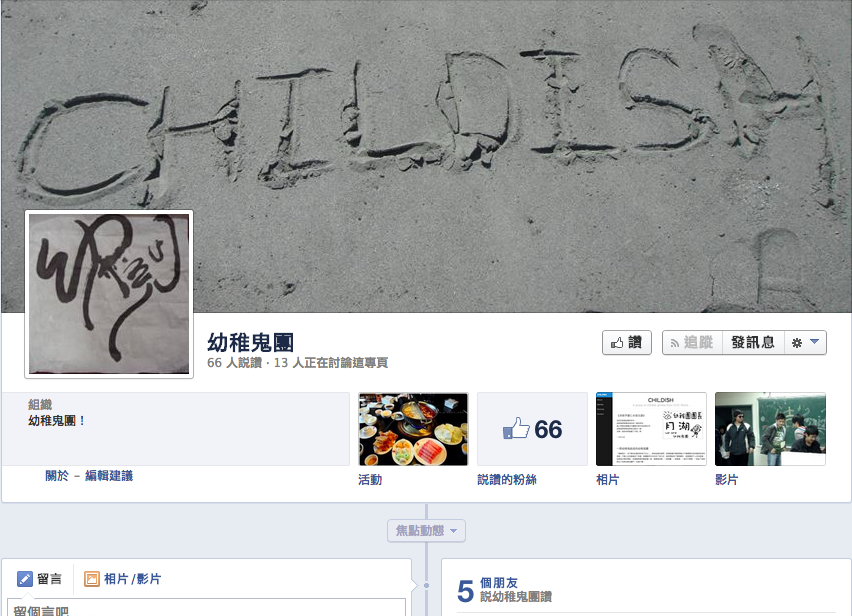 CHILDISH
幼稚鬼團
66 人説讚 · 13 人正在討論這專頁
讚
追蹤
發訊息
組織
幼稚鬼團！
關於 – 編輯建議
66
CHILDISH
活動
說讚的粉絲
相片
影片
焦點動態
留言
相片/影片
留個言吧
5 個朋友
説幼稚鬼團讚